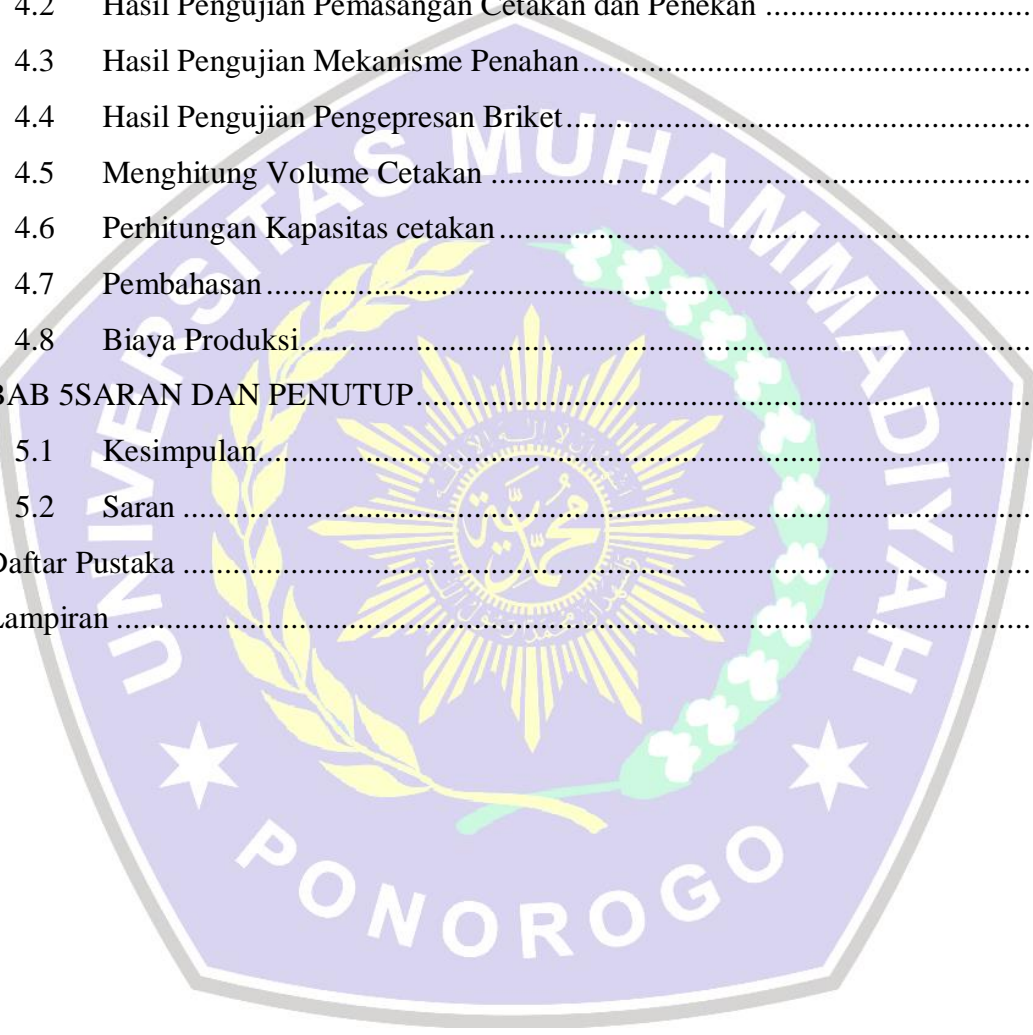 4.2 Hasil Pengujian Pemasangan Cetakan dan Penekan ................................
4.3 Hasil Pengujian Mekanisme Penahan........................................................
4.4 Hasil Pengujian Pengepresan Briket..........................................................
4.5 Menghitung Volume Cetakan ...................................................................
4.6 Perhitungan Kapasitas cetakan..................................................................
4.7 Pembahasan ...............................................................................................
4.8 Biaya Produksi...........................................................................................
BAB 5SARAN DAN PENUTUP............................................................................
5.1 Kesimpulan................................................................................................
5.2 Saran ..........................................................................................................
Daftar Pustaka .........................................................................................................
Lampiran .................................................................................................................
UNIVERSITAS MUHAMMADIYAH
PONOROGO
محمدية